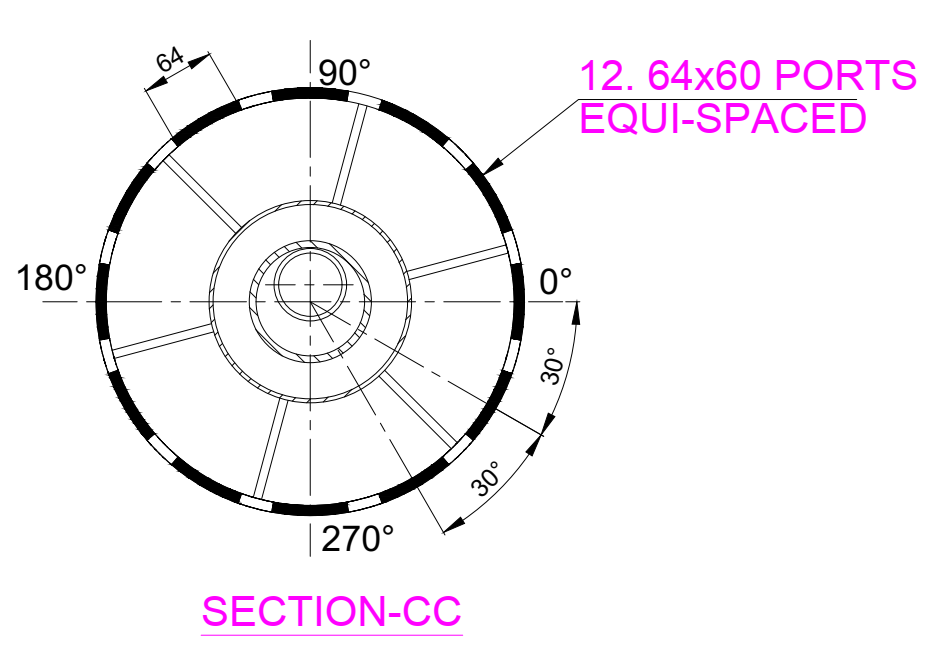 64
90°
12. 64x60 PORTS
EQUI-SPACED
180°
0°
30°
30°
270°
SECTION-CC